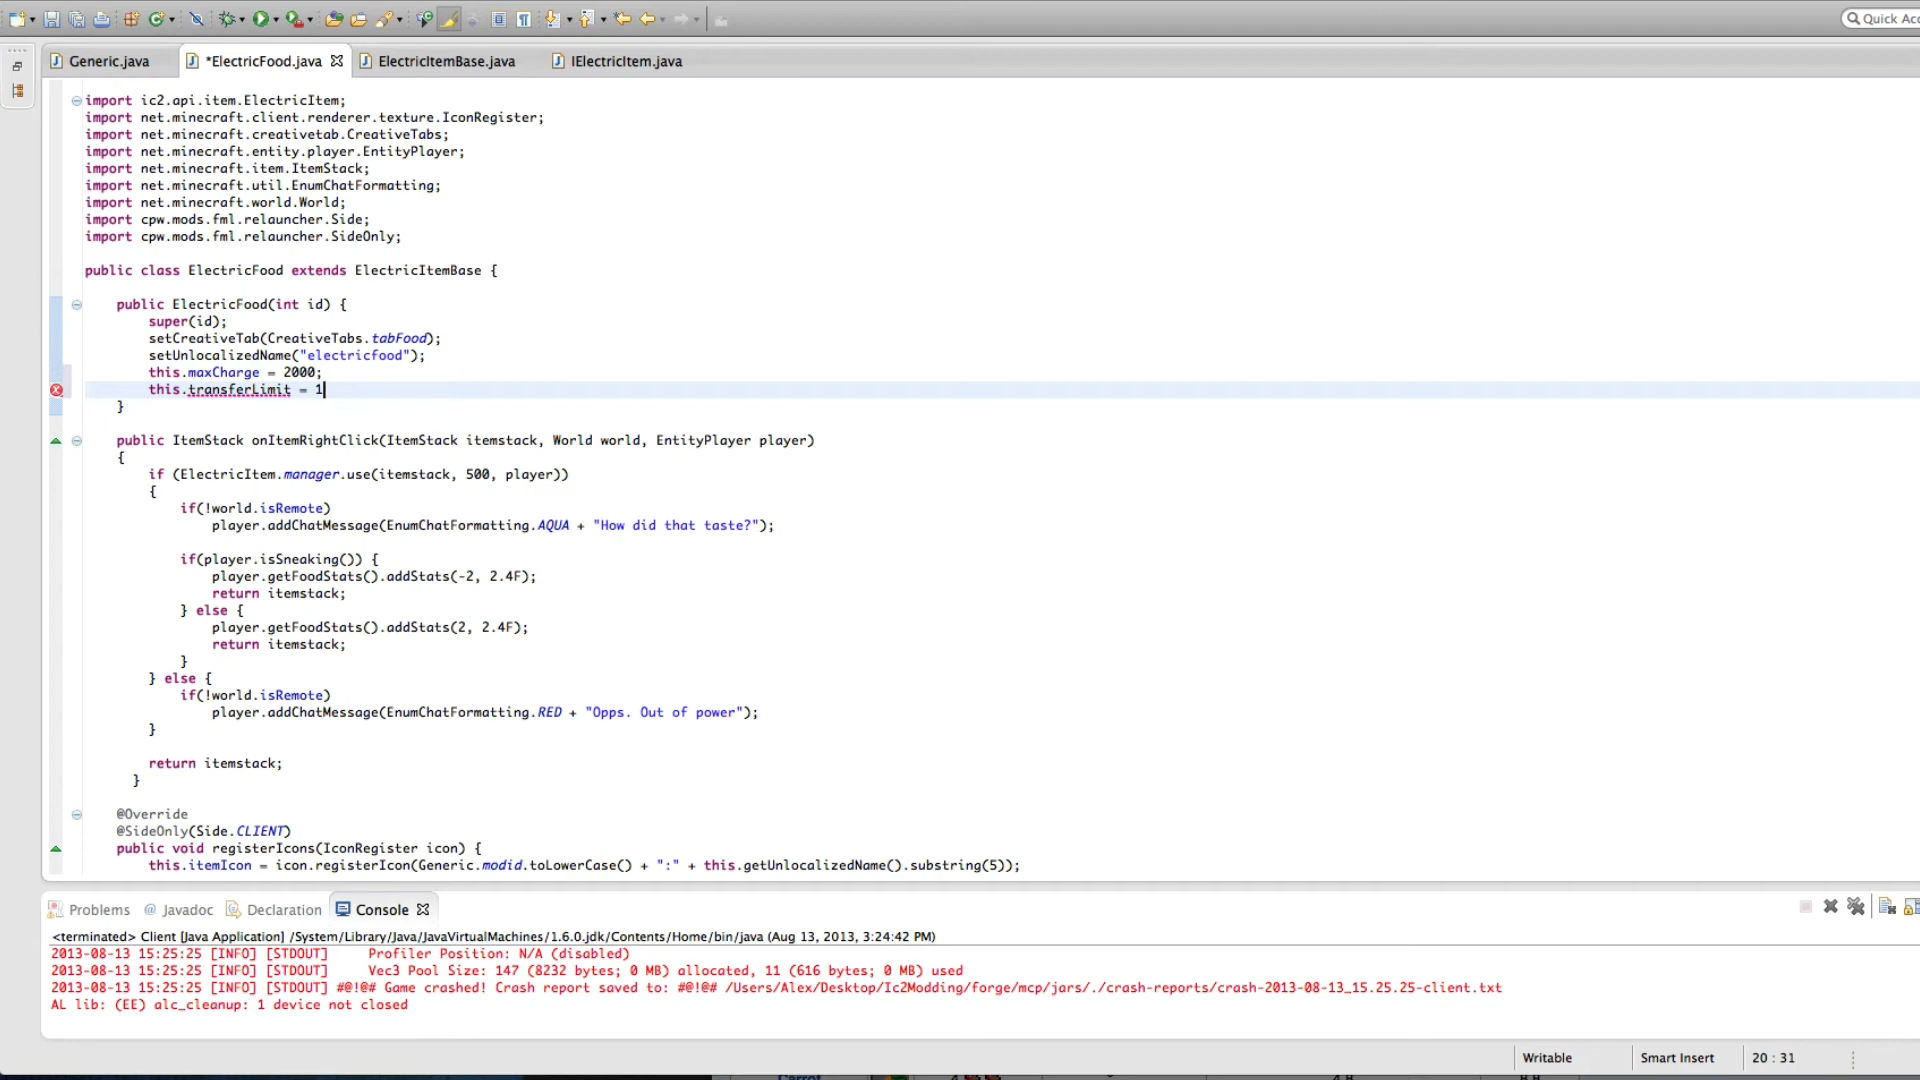 Quick Acc
Generic.java
*ElectricFood.java
ElectricItemBase.java
IElectricItem.java
import ic2.api.item.ElectricItem;
import net.minecraft.client.renderer.texture.IconRegister;
import net.minecraft.creativetab.CreativeTabs;
import net.minecraft.entity.player.EntityPlayer;
import net.minecraft.item.ItemStack;
import net.minecraft.util.EnumChatFormatting;
import net.minecraft.world.World;
import cpw.mods.fml.relauncher.Side;
import cpw.mods.fml.relauncher.SideOnly;
public class ElectricFood extends ElectricItemBase {
public ElectricFood(int id) {
super(id);
setCreativeTab(CreativeTabs.tabFood);
setUnlocalizedName("electricfood");
this.maxCharge = 2000;
this.transferLimit = 1
}
public ItemStack onItemRightClick(ItemStack itemstack, World world, EntityPlayer player)
{
if (ElectricItem.manager.use(itemstack, 500, player))
{
if(!world.isRemote)
player.addChatMessage(EnumChatFormatting.AQUA + "How did that taste?");
if(player.isSneaking()) {
player.getFoodStats().addStats(-2, 2.4F);
return itemstack;
} else {
player.getFoodStats().addStats(2, 2.4F);
return itemstack;
}
} else {
if(!world.isRemote)
player.addChatMessage(EnumChatFormatting.RED + "Opps. Out of power");
}
return itemstack;
}
@Override
@SideOnly(Side.CLIENT)
public void registerIcons(IconRegister icon) {
this.itemIcon = icon.registerIcon(Generic.modid.toLowerCase() + ":" + this.getUnlocalizedName().substring(5));
Problems
Javadoc
Declaration
Console
<terminated> Client [Java Application] /System/Library/Java/JavaVirtualMachines/1.6.0.jdk/Contents/Home/bin/java (Aug 13, 2013, 3:24:42 PM)
2013-08-13 15:25:25 [INFO] [STDOUT] Profiler Position: N/A (disabled)
2013-08-13 15:25:25 [INFO] [STDOUT] Vec3 Pool Size: 147 (8232 bytes; 0 MB) allocated, 11 (616 bytes; 0 MB) used
2013-08-13 15:25:25 [INFO] [STDOUT] #@!@# Game crashed! Crash report saved to: #@!@# /Users/Alex/Desktop/Ic2Modding/forge/mcp/jars/./crash-reports/crash-2013-08-13_15.25.25-client.txt
AL lib: (EE) alc_cleanup: 1 device not closed
Writable
Smart Insert
20 : 31